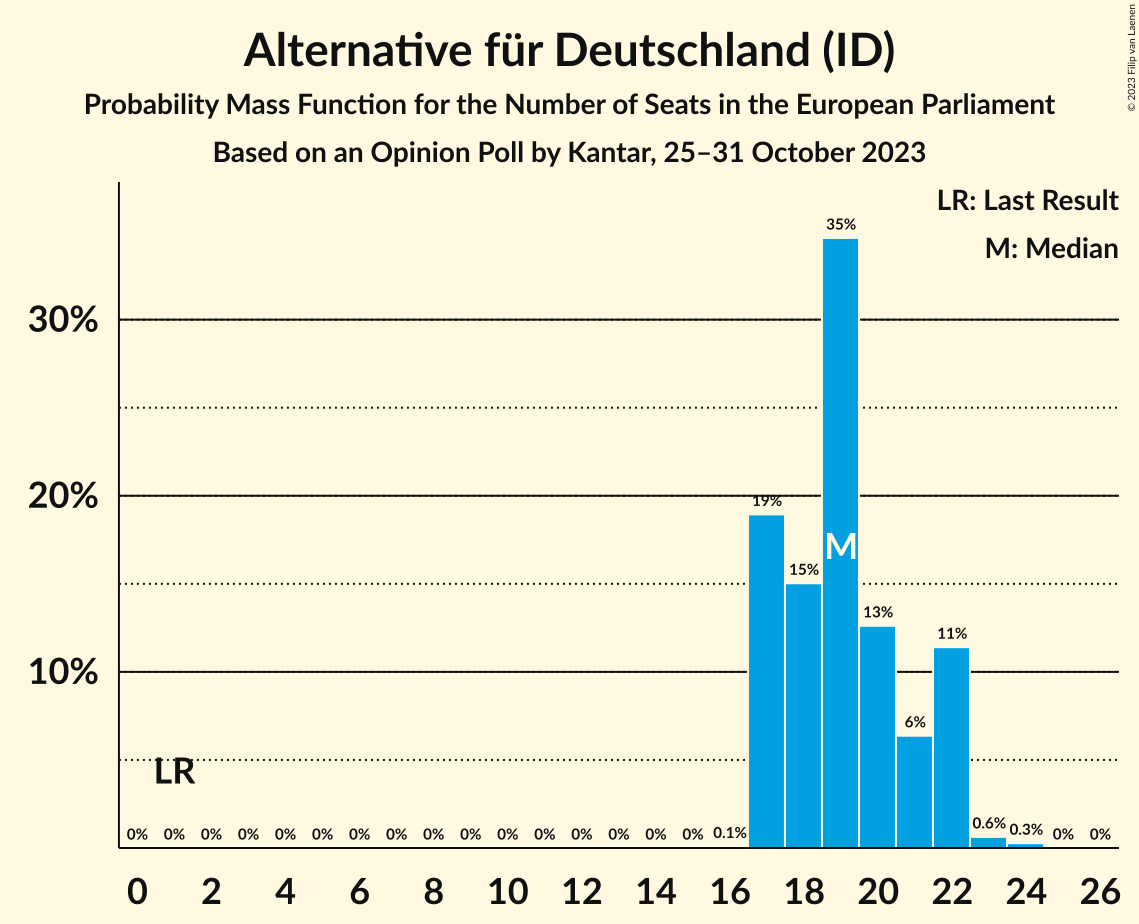 Alternative für Deutschland (ID)
Probability Mass Function for the Number of Seats in the European Parliament
Based on an Opinion Poll by Kantar, 25–31 October 2023
© 2023 Filip van Laenen
LR: Last Result
M: Median
35%
30%
20%
19%
M
15%
13%
11%
10%
6%
LR
0% 0% 0% 0% 0% 0% 0% 0% 0% 0% 0% 0% 0% 0% 0% 0% 0.1% 0.6% 0.3% 0% 0%
0 2 4 6 8 10 12 14 16 18 20 22 24 26